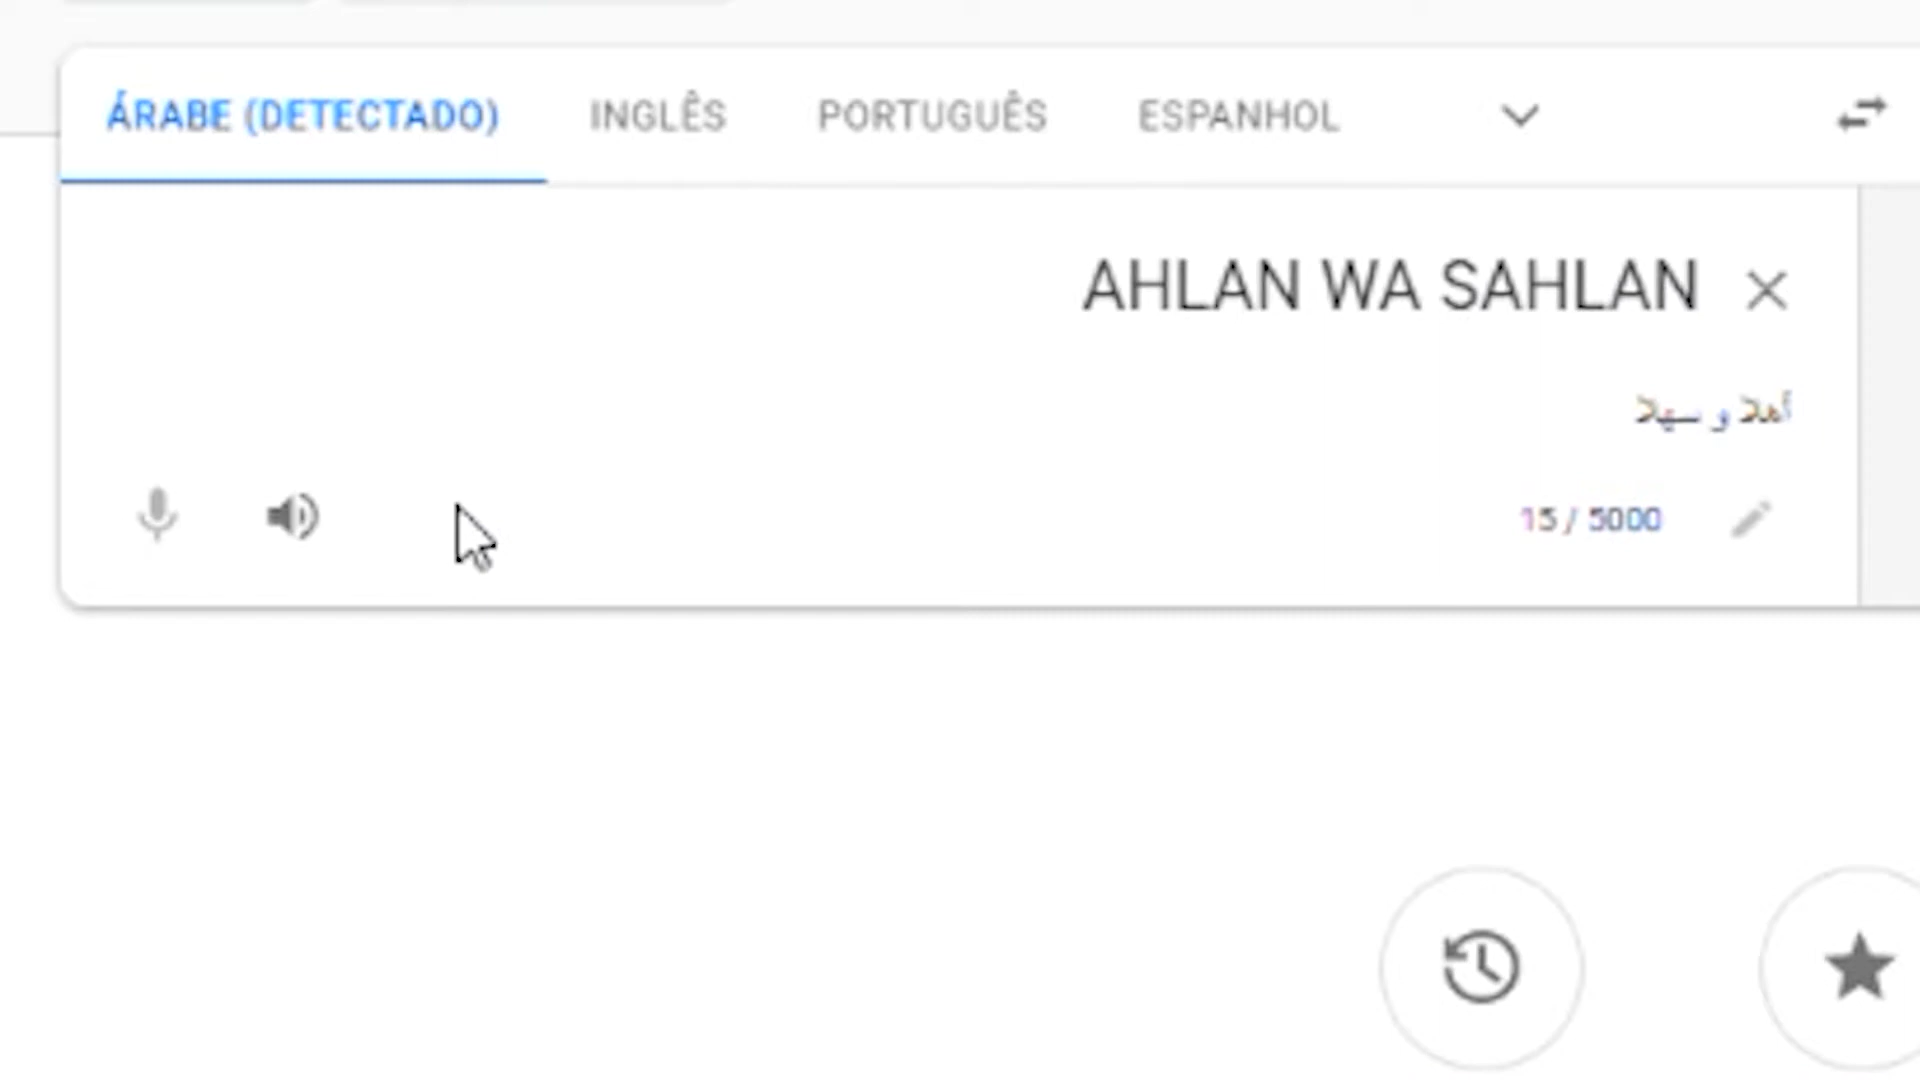 ÁRABE (DETECTADO) INGLÊS PORTUGUÊS ESPANHOL
AHLAN WA SAHLAN
أهلا و سهلا
15 / 5000